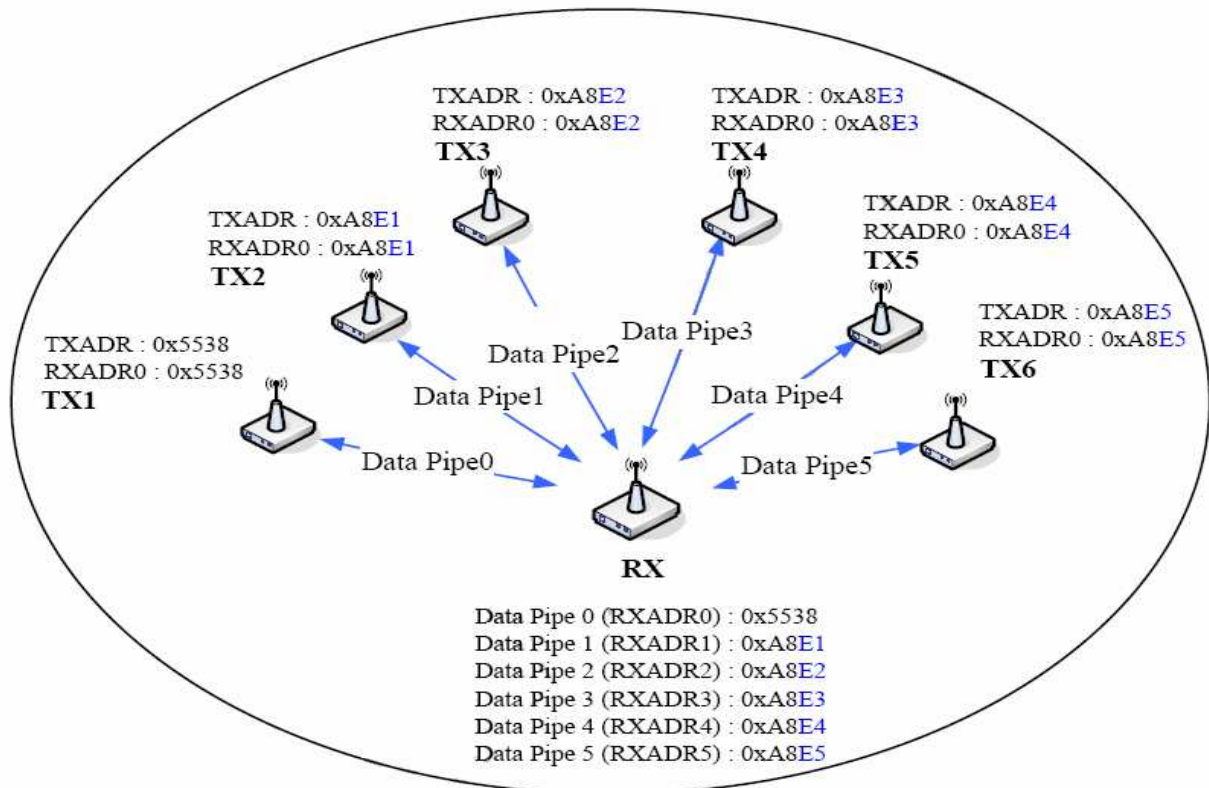 TXADR : 0xA8E2
RXADR0 : 0xA8E2
TX3
TXADR : 0xA8E3
RXADR0 : 0xA8E3
TX4
TXADR : 0xA8E1
RXADR0 : 0xA8E1
TX2
TXADR : 0xA8E4
RXADR0 : 0xA8E4
TX5
TXADR : 0x5538
RXADR0 : 0x5538
TX1
TXADR : 0xA8E5
RXADR0 : 0xA8E5
TX6
Data Pipe0
Data Pipe1
Data Pipe2
Data Pipe3
Data Pipe4
Data Pipe5
RX
Data Pipe 0 (RXADR0) : 0x5538
Data Pipe 1 (RXADR1) : 0xA8E1
Data Pipe 2 (RXADR2) : 0xA8E2
Data Pipe 3 (RXADR3) : 0xA8E3
Data Pipe 4 (RXADR4) : 0xA8E4
Data Pipe 5 (RXADR5) : 0xA8E5